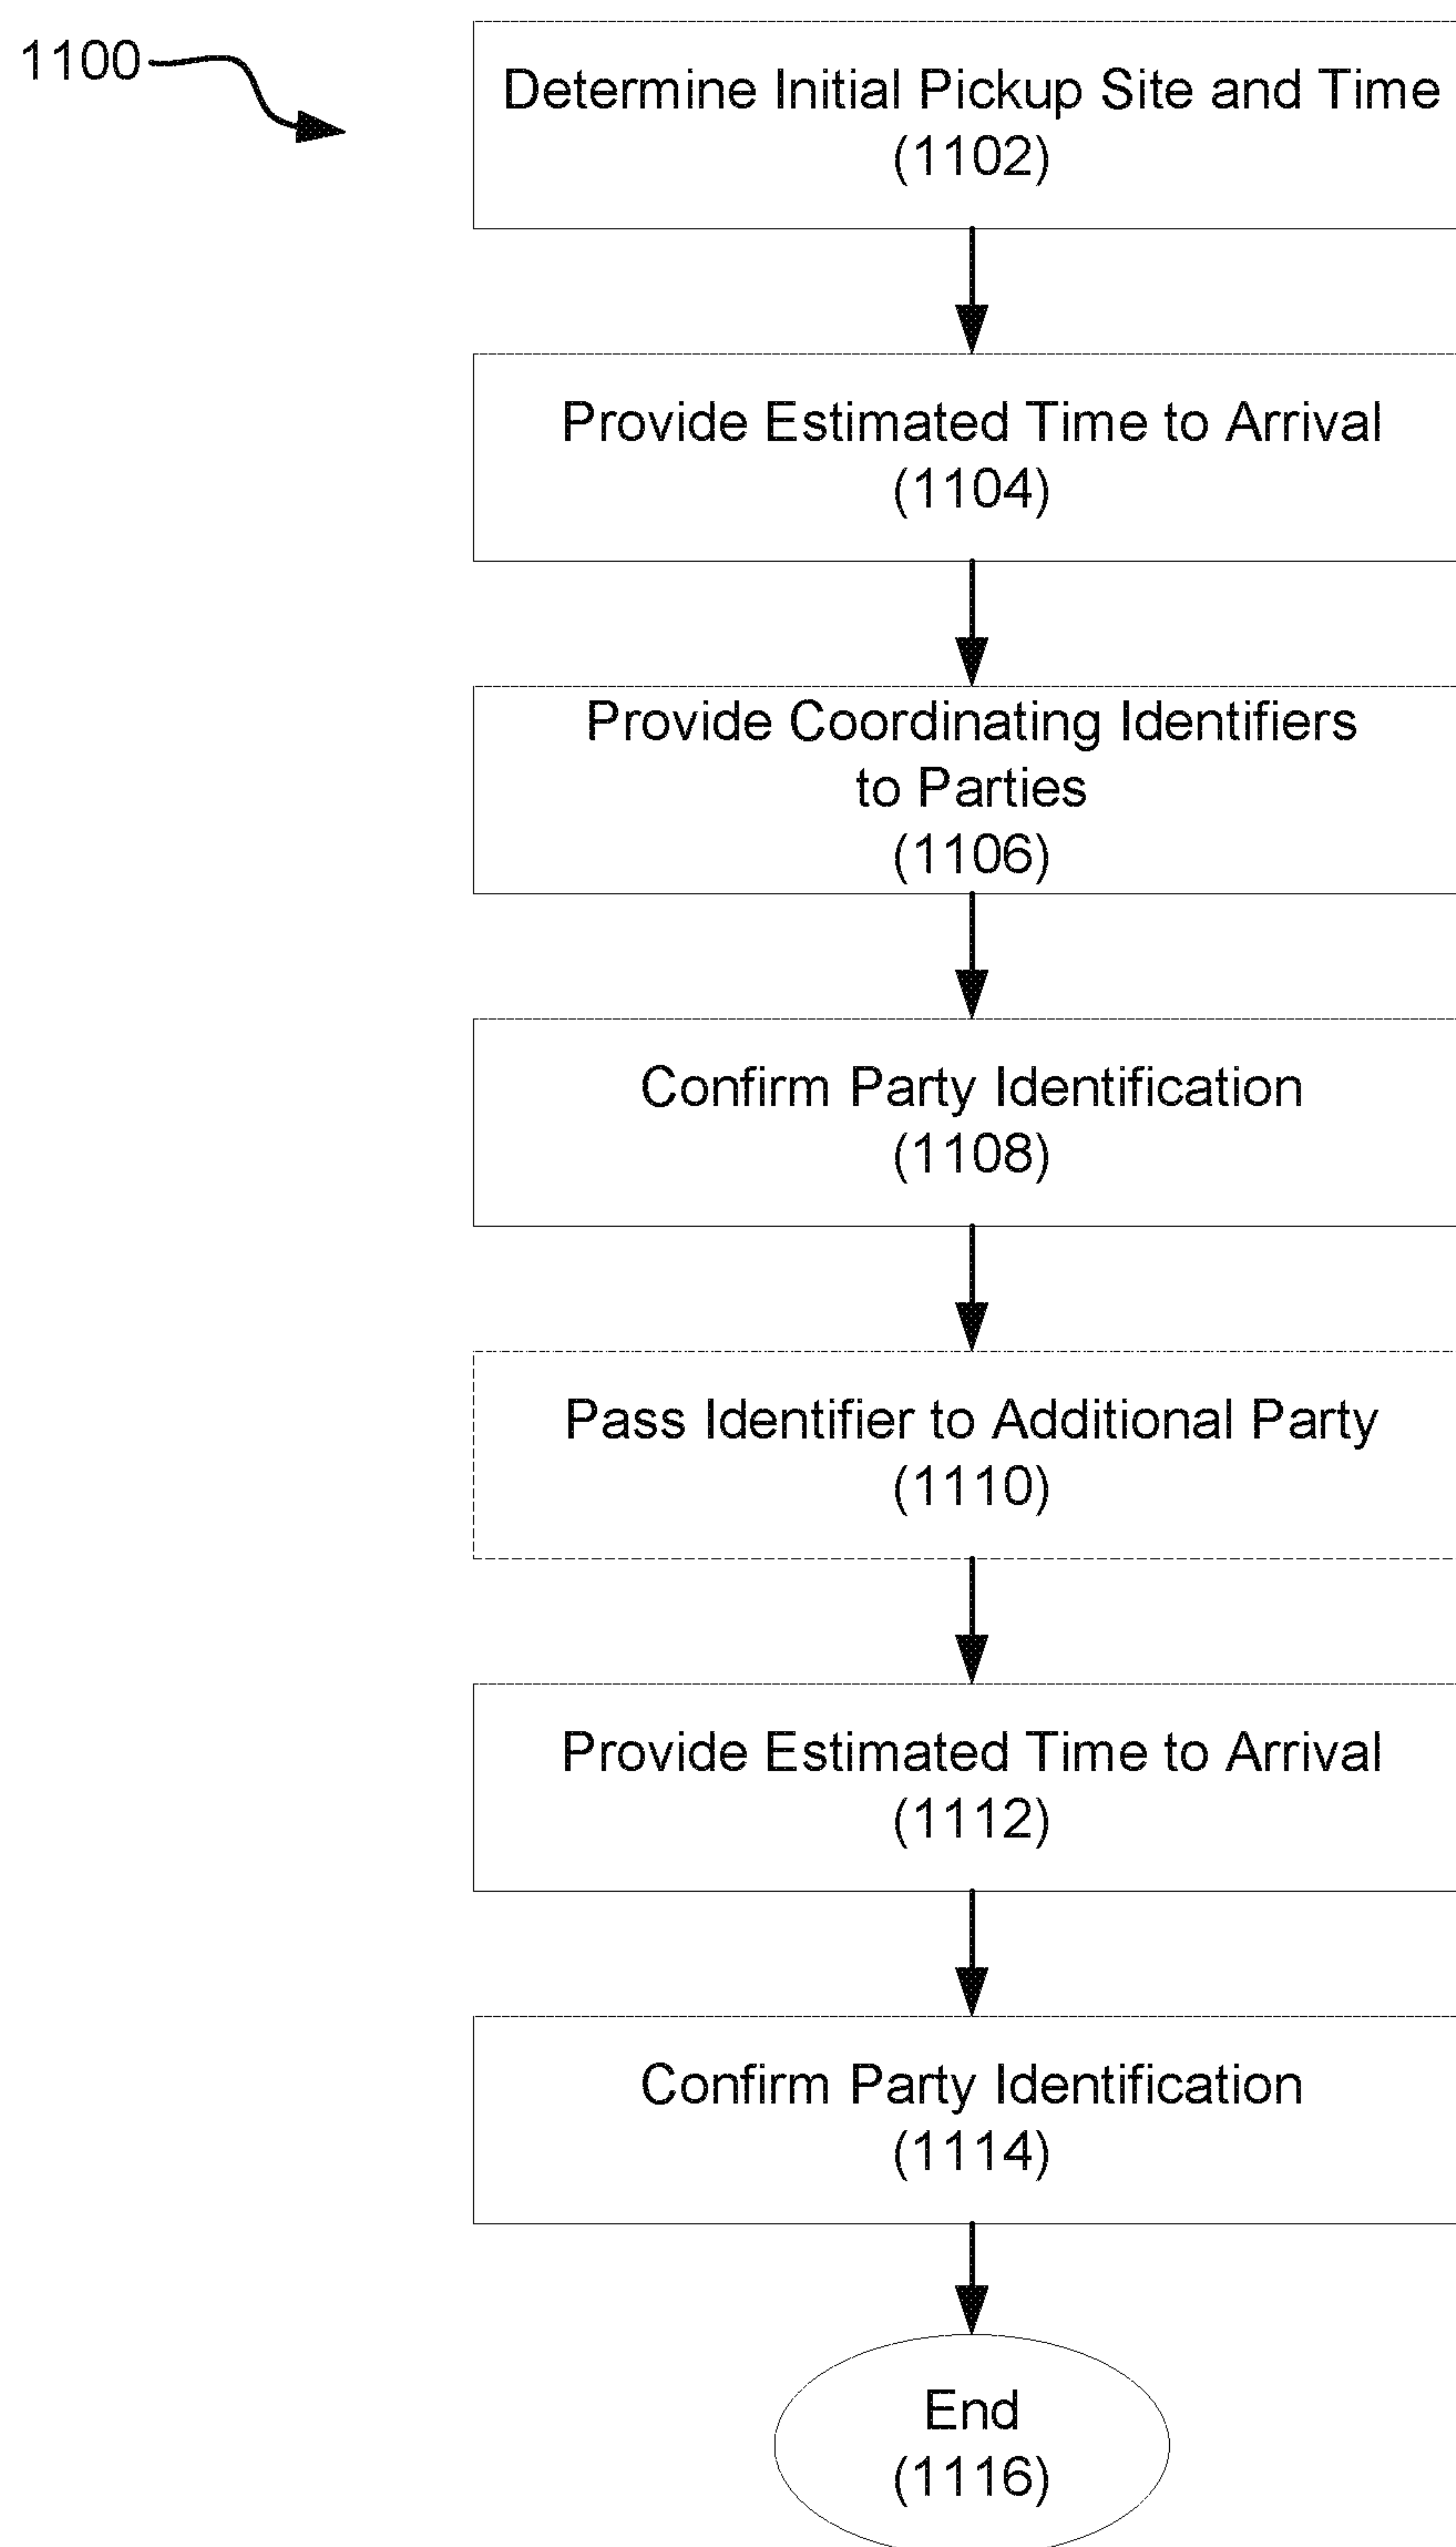 1100
Determine Initial Pickup Site and Time
(1102)
Provide Estimated Time to Arrival
(1104)
Provide Coordinating Identifiers
to Parties
(1106)
Confirm Party Identification
(1108)
Pass Identifier to Additional Party
(1110)
Provide Estimated Time to Arrival
(1112)
Confirm Party Identification
(1114)
End
(1116)